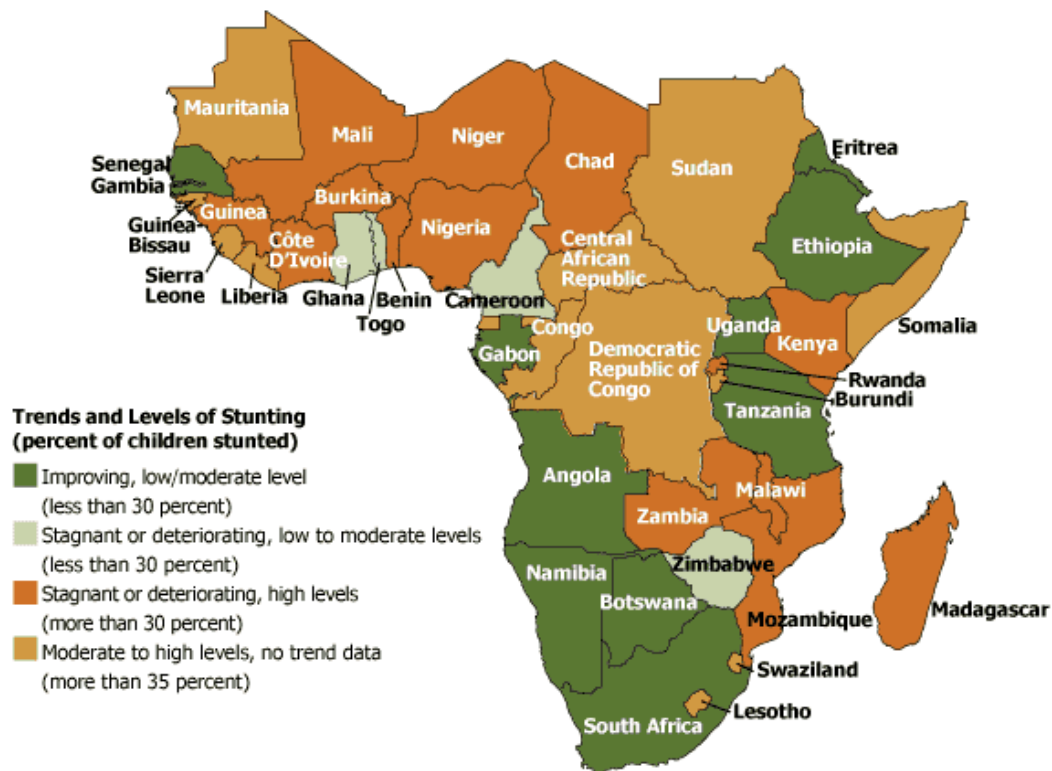 Mauritania
Mali
Niger
Chad
Sudan
Eritrea
Senegal
Gambia
Guinea-
Bissau
Guinea
Burkina
Nigeria
Côte
D'Ivoire
Central
African
Republic
Ethiopia
Sierra
Leone
Liberia
Ghana
Togo
Benin
Cameroon
Somalia
Congo
Gabon
Democratic
Republic of
Congo
Uganda
Kenya
Rwanda
Burundi
Tanzania
Angola
Malawi
Zambia
Zimbabwe
Namibia
Botswana
Mozambique
Madagascar
Swaziland
Lesotho
South Africa
Trends and Levels of Stunting
(percent of children stunted)
Improving, low/moderate level
(less than 30 percent)
Stagnant or deteriorating, low to moderate levels
(less than 30 percent)
Stagnant or deteriorating, high levels
(more than 30 percent)
Moderate to high levels, no trend data
(more than 35 percent)